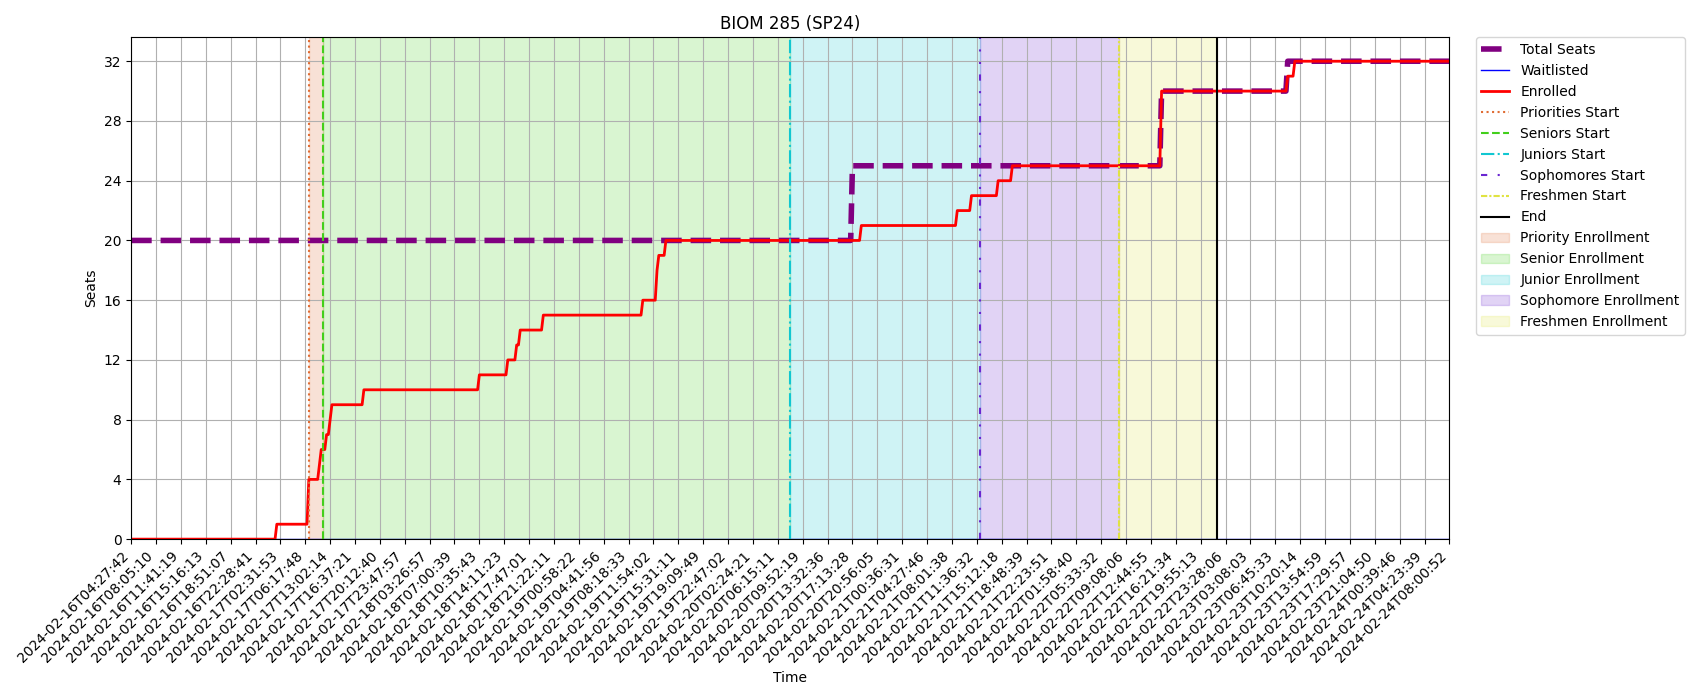 BIOM 285 (SP24)
Seats
32
28
24
20
16
12
8
4
0
2024-02-16T04:27:42
2024-02-16T08:05:10
2024-02-16T11:41:19
2024-02-16T15:16:13
2024-02-16T18:51:07
2024-02-16T22:28:41
2024-02-17T02:31:53
2024-02-17T06:17:48
2024-02-17T13:02:14
2024-02-17T16:37:21
2024-02-17T20:12:40
2024-02-17T23:47:57
2024-02-18T03:26:57
2024-02-18T07:00:39
2024-02-18T10:35:43
2024-02-18T14:11:23
2024-02-18T17:47:01
2024-02-18T21:22:11
2024-02-19T00:58:22
2024-02-19T04:41:56
2024-02-19T08:18:33
2024-02-19T11:54:02
2024-02-19T15:31:11
2024-02-19T19:09:49
2024-02-19T22:47:02
2024-02-20T02:24:21
2024-02-20T06:15:11
2024-02-20T09:52:19
2024-02-20T13:32:36
2024-02-20T17:13:28
2024-02-20T20:56:05
2024-02-21T00:36:31
2024-02-21T04:27:46
2024-02-21T08:01:38
2024-02-21T11:36:32
2024-02-21T15:12:18
2024-02-21T18:48:39
2024-02-21T22:23:51
2024-02-22T01:58:40
2024-02-22T05:33:32
2024-02-22T09:08:06
2024-02-22T12:44:55
2024-02-22T16:21:34
2024-02-22T19:55:13
2024-02-22T23:28:06
2024-02-23T03:08:03
2024-02-23T06:45:33
2024-02-23T10:20:14
2024-02-23T13:54:59
2024-02-23T17:29:57
2024-02-23T21:04:50
2024-02-24T00:39:46
2024-02-24T04:23:39
2024-02-24T08:00:52
Time
Total Seats
Waitlisted
Enrolled
Priorities Start
Seniors Start
Juniors Start
Sophomores Start
Freshmen Start
End
Priority Enrollment
Senior Enrollment
Junior Enrollment
Sophomore Enrollment
Freshmen Enrollment